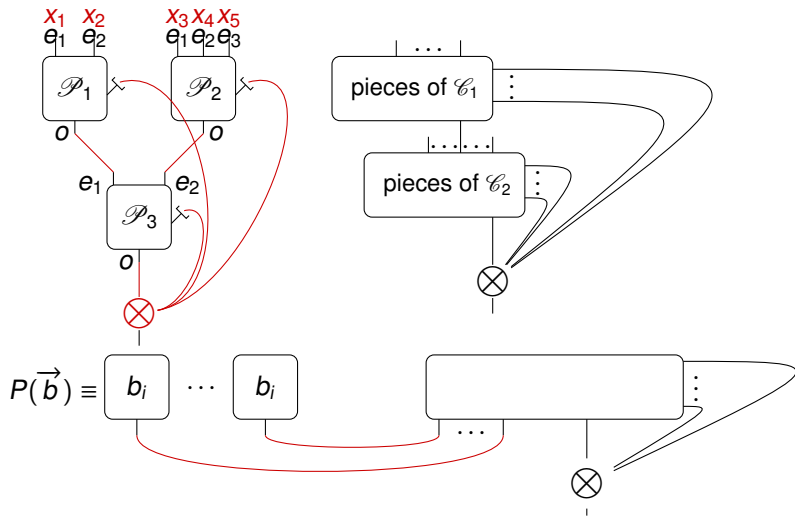 x₁ x₂ x₃ x₄ x₅
e₁ e₂ e₁ e₂ e₃
𝒫₁ 𝒫₂
o o
e₁ e₂
𝒫₃
o
⊗
⋯
pieces of 𝒞₁
⋮
⋯⋯
pieces of 𝒞₂
⋮
⊗
P(b⃗) ≡ bᵢ ⋯ bᵢ
⋯
⋮
⊗